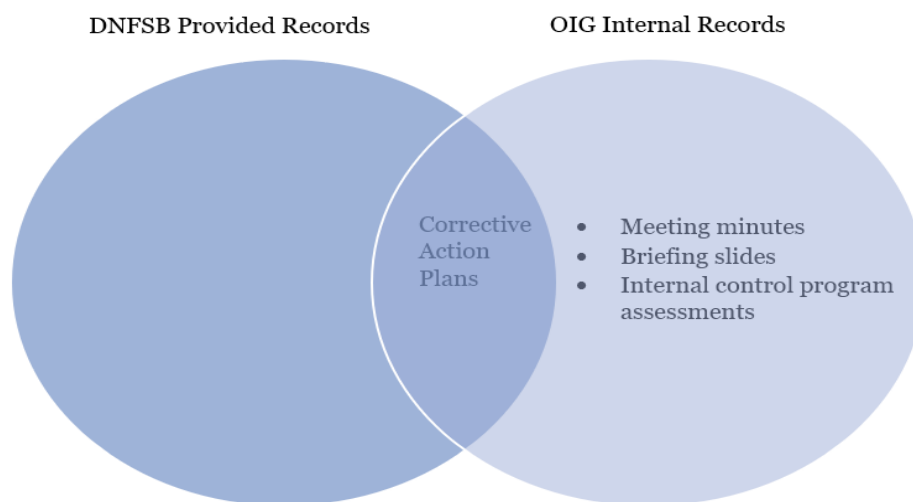 DNFSB Provided Records
OIG Internal Records
Corrective
Action
Plans
• Meeting minutes
• Briefing slides
• Internal control program
assessments